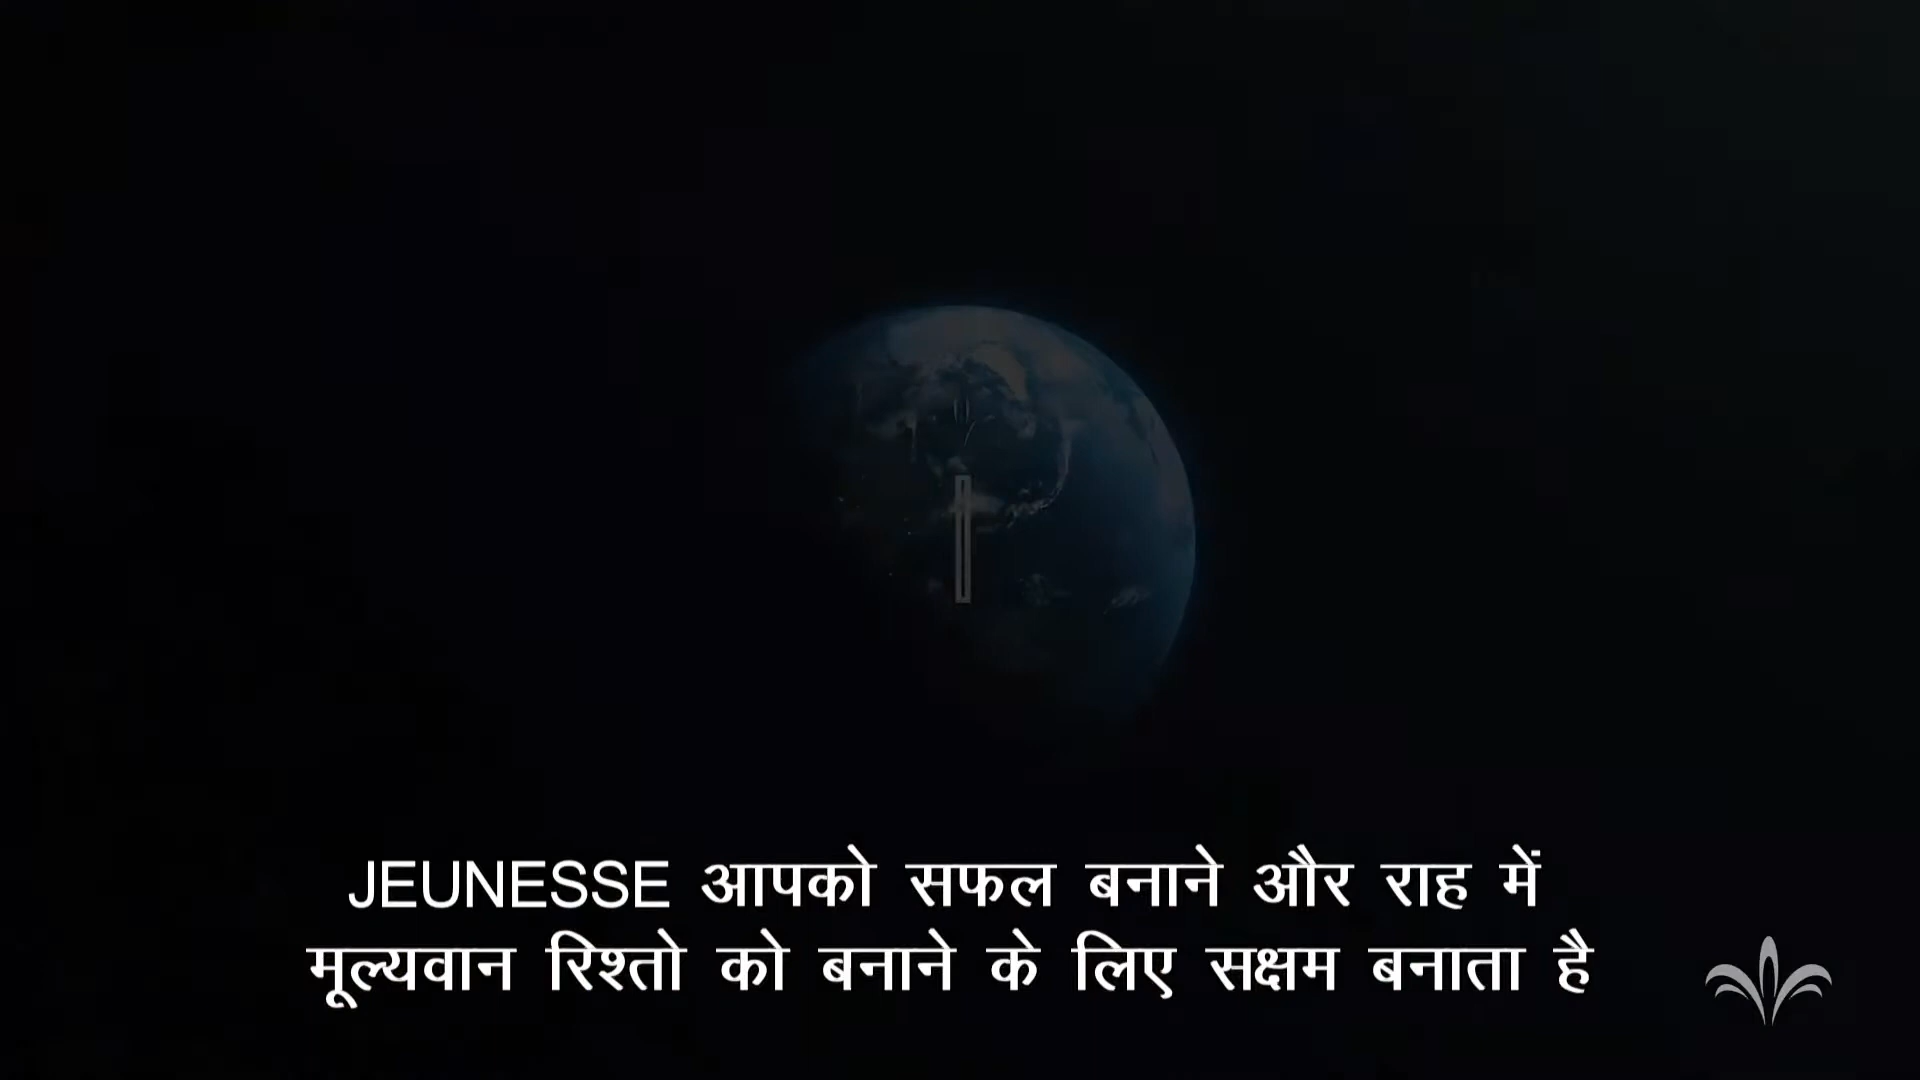 JEUNESSE आपको सफल बनाने और राह में
मूल्यवान रिश्तो को बनाने के लिए सक्षम बनाता है